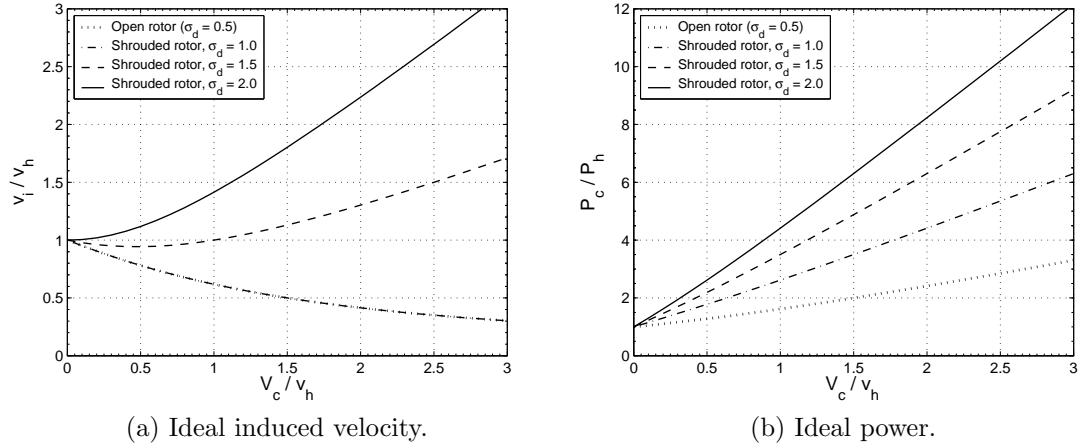 3
2.5
2
1.5
1
0.5
0
v_i / v_h
Open rotor (σ_d = 0.5)
Shrouded rotor, σ_d = 1.0
Shrouded rotor, σ_d = 1.5
Shrouded rotor, σ_d = 2.0
0 0.5 1 1.5 2 2.5 3
V_c / v_h
(a) Ideal induced velocity.
12
10
8
6
4
2
0
P_c / P_h
Open rotor (σ_d = 0.5)
Shrouded rotor, σ_d = 1.0
Shrouded rotor, σ_d = 1.5
Shrouded rotor, σ_d = 2.0
0 0.5 1 1.5 2 2.5 3
V_c / v_h
(b) Ideal power.